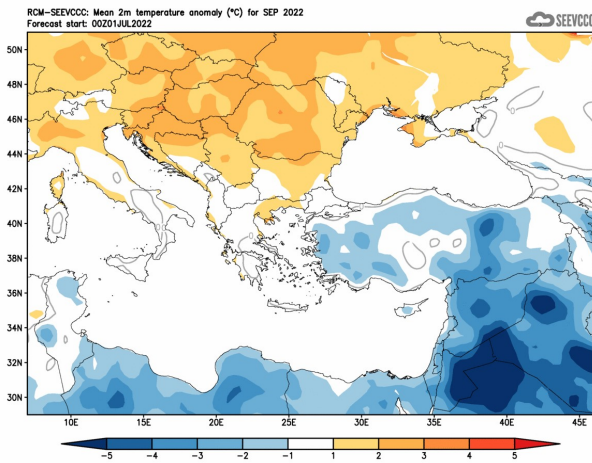 RCM-SEEVCCC: Mean 2m temperature anomaly (°C) for SEP 2022
Forecast start: 00Z01JUL2022
SEEVCCC
50N
48N
46N
44N
42N
40N
38N
36N
34N
32N
30N
10E 15E 20E 25E 30E 35E 40E 45E
-5 -4 -3 -2 -1 1 2 3 4 5